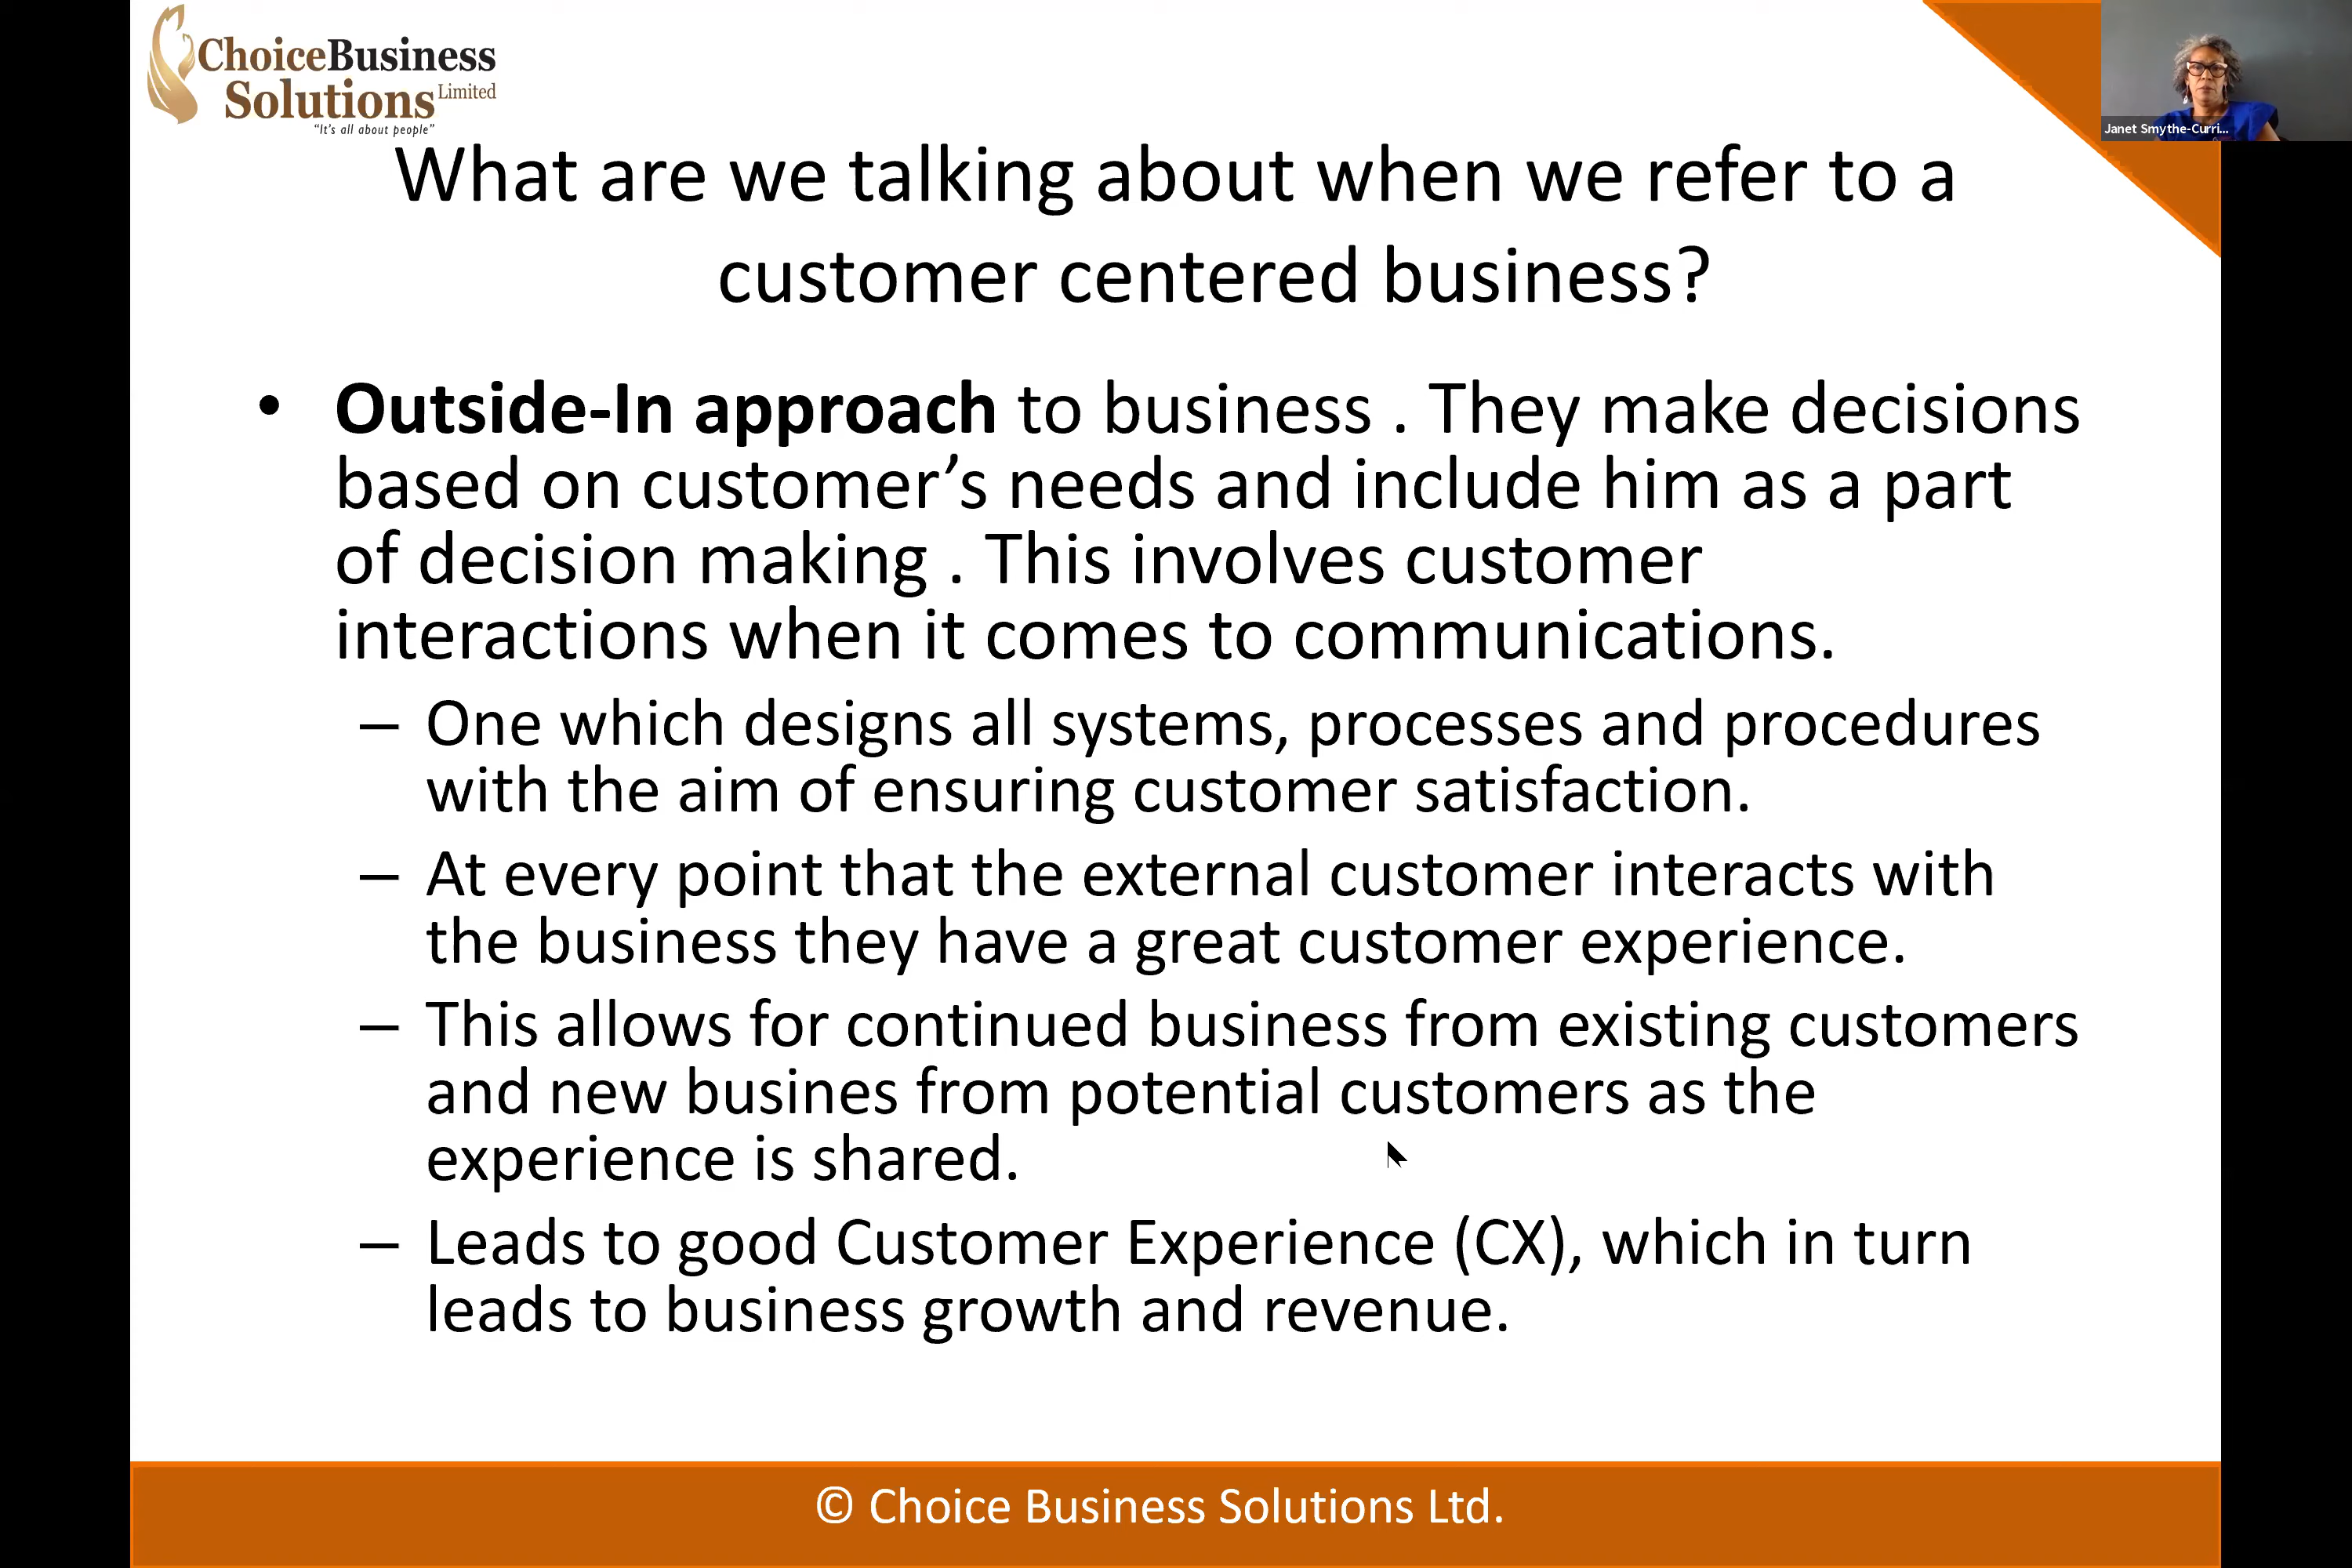 ChoiceBusiness
Solutions Limited
"It's all about people"
Janet Smythe-Curri...
What are we talking about when we refer to a
customer centered business?
• Outside-In approach to business . They make decisions
based on customer's needs and include him as a part
of decision making . This involves customer
interactions when it comes to communications.
– One which designs all systems, processes and procedures
with the aim of ensuring customer satisfaction.
– At every point that the external customer interacts with
the business they have a great customer experience.
– This allows for continued business from existing customers
and new busines from potential customers as the
experience is shared.
– Leads to good Customer Experience (CX), which in turn
leads to business growth and revenue.
© Choice Business Solutions Ltd.